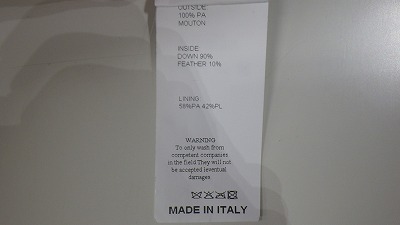 OUTSIDE
100% PA
MOUTON
INSIDE
DOWN 90%
FEATHER 10%
LINING
58%PA 42%PL
WARNING
To only wash from
competent companies
in the field They will not
be accepted (eventual
damages
MADE IN ITALY